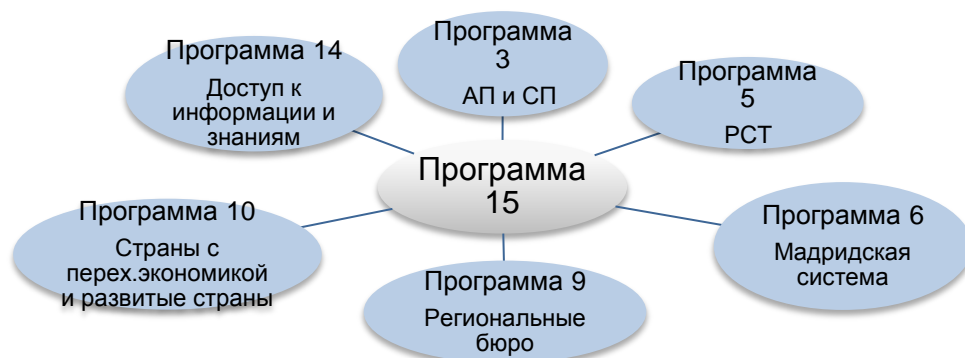 Программа 14
Доступ к
информации и
знаниям
Программа
3
АП и СП
Программа
5
PCT
Программа
15
Программа 10
Страны с
перех.экономикой
и развитые страны
Программа 9
Региональные
бюро
Программа 6
Мадридская
система